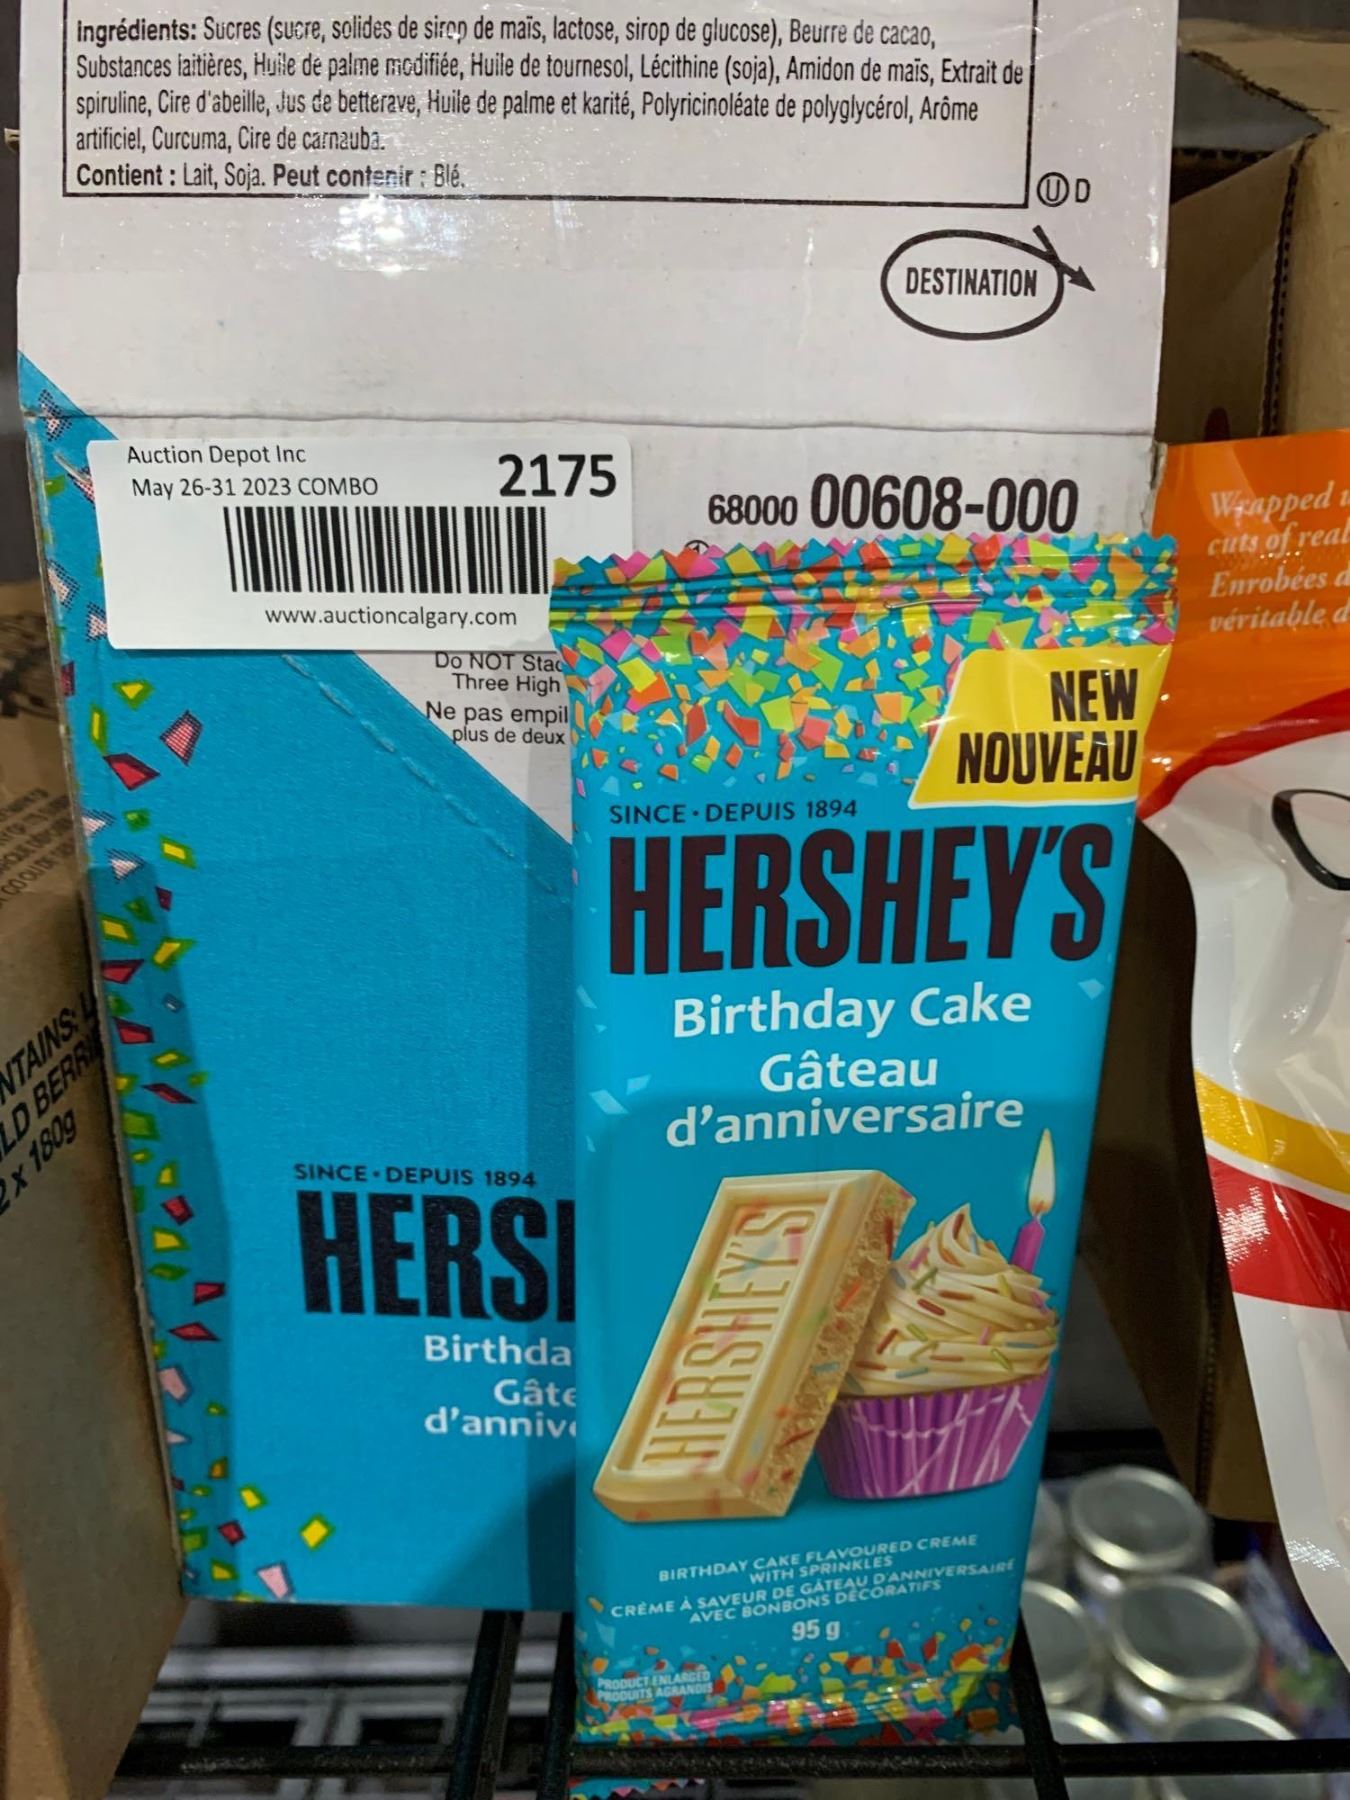 Ingrédients: Sucres (sucre, solides de sirop de maïs, lactose, sirop de glucose), Beurre de cacao,
Substances laitières, Huile de palme modifiée, Huile de tournesol, Lécithine (soja), Amidon de maïs, Extrait de
spiruline, Cire d'abeille, Jus de betterave, Huile de palme et karité, Polyricinoléate de polyglycérol, Arôme
artificiel, Curcuma, Cire de carnauba.
Contient : Lait, Soja. Peut contenir : Blé.
U D
DESTINATION
Auction Depot Inc
May 26-31 2023 COMBO
2175
www.auctioncalgary.com
68000 00608-000
Do NOT Stac
Three High
Ne pas empil
plus de deux
SINCE • DEPUIS 1894
HERS
Birthda
Gâte
d'anniv
NEW
NOUVEAU
SINCE • DEPUIS 1894
HERSHEY'S
Birthday Cake
Gâteau
d'anniversaire
HERSHEY'S
BIRTHDAY CAKE FLAVOURED CREME
WITH SPRINKLES
CRÈME À SAVEUR DE GÂTEAU D'ANNIVERSAIRE
AVEC BONBONS DÉCORATIFS
95 g
PRODUCT ENLARGED
PRODUITS AGRANDIS
Wrapped
cuts of real
Enrobées d
véritable d
NTAINS:
LD BERRI
2 x 180g